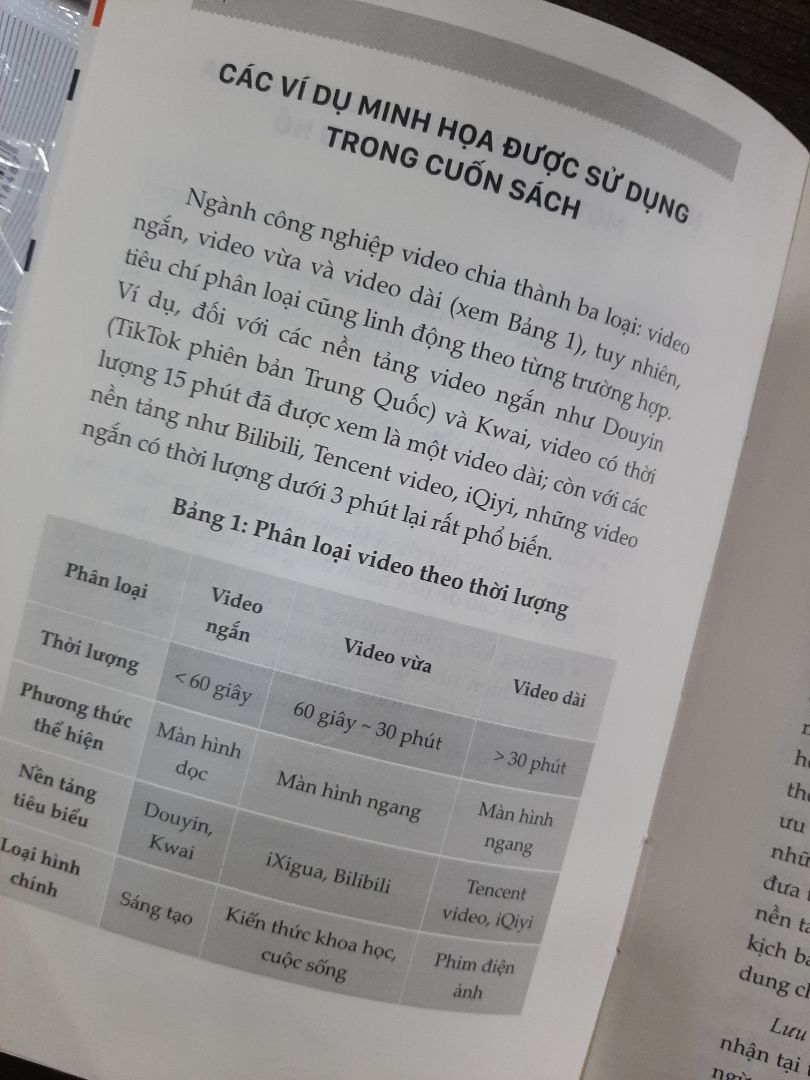 CÁC VÍ DỤ MINH HỌA ĐƯỢC SỬ DỤNG
TRONG CUỐN SÁCH
Ngành công nghiệp video chia thành ba loại: video
ngắn, video vừa và video dài (xem Bảng 1), tuy nhiên,
tiêu chí phân loại cũng linh động theo từng trường hợp.
Ví dụ, đối với các nền tảng video ngắn như Douyin
(TikTok phiên bản Trung Quốc) và Kwai, video có thời
lượng 15 phút đã được xem là một video dài; còn với các
nền tảng như Bilibili, Tencent video, iQiyi, những video
ngắn có thời lượng dưới 3 phút lại rất phổ biến.
Bảng 1: Phân loại video theo thời lượng
Phân loại
Video
ngắn
Video vừa
Video dài
Thời lượng
< 60 giây
60 giây ~ 30 phút
> 30 phút
Phương thức
thể hiện
Màn hình
dọc
Màn hình ngang
Màn hình
ngang
Nền tảng
tiêu biểu
Douyin,
Kwai
iXigua, Bilibili
Tencent
video, iQiyi
Loại hình
chính
Sáng tạo
Kiến thức khoa học,
cuộc sống
Phim điện
ảnh
ưu
đưa
nền
kịch
dung
Lưu
nhận tại